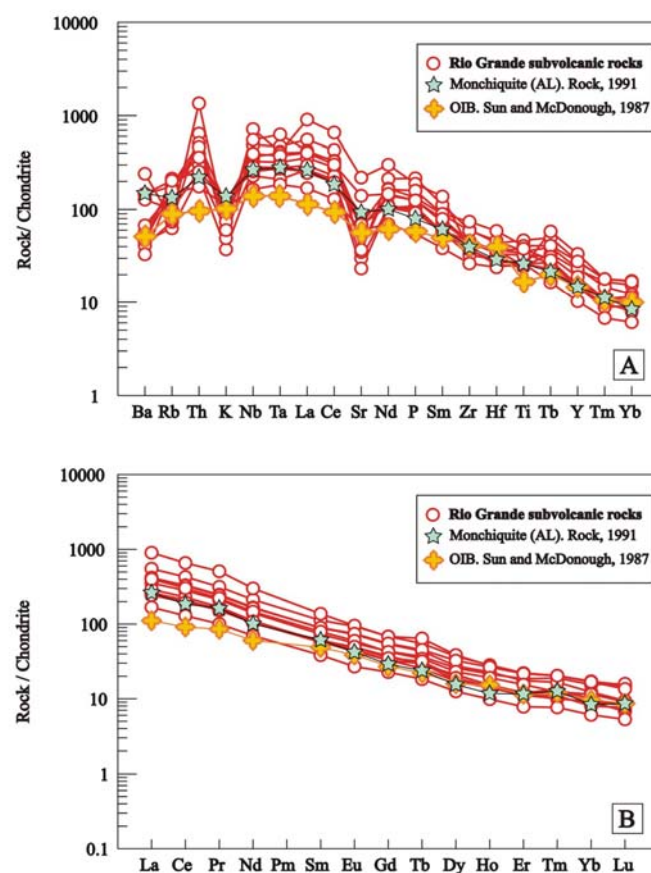 10000
1000
100
10
1
Rock/ Chondrite
Rio Grande subvolcanic rocks
Monchiquite (AL). Rock, 1991
OIB. Sun and McDonough, 1987
A
Ba Rb Th K Nb Ta La Ce Sr Nd P Sm Zr Hf Ti Tb Y Tm Yb
10000
1000
100
10
1
0.1
Rock / Chondrite
Rio Grande subvolcanic rocks
Monchiquite (AL). Rock, 1991
OIB. Sun and McDonough, 1987
B
La Ce Pr Nd Pm Sm Eu Gd Tb Dy Ho Er Tm Yb Lu